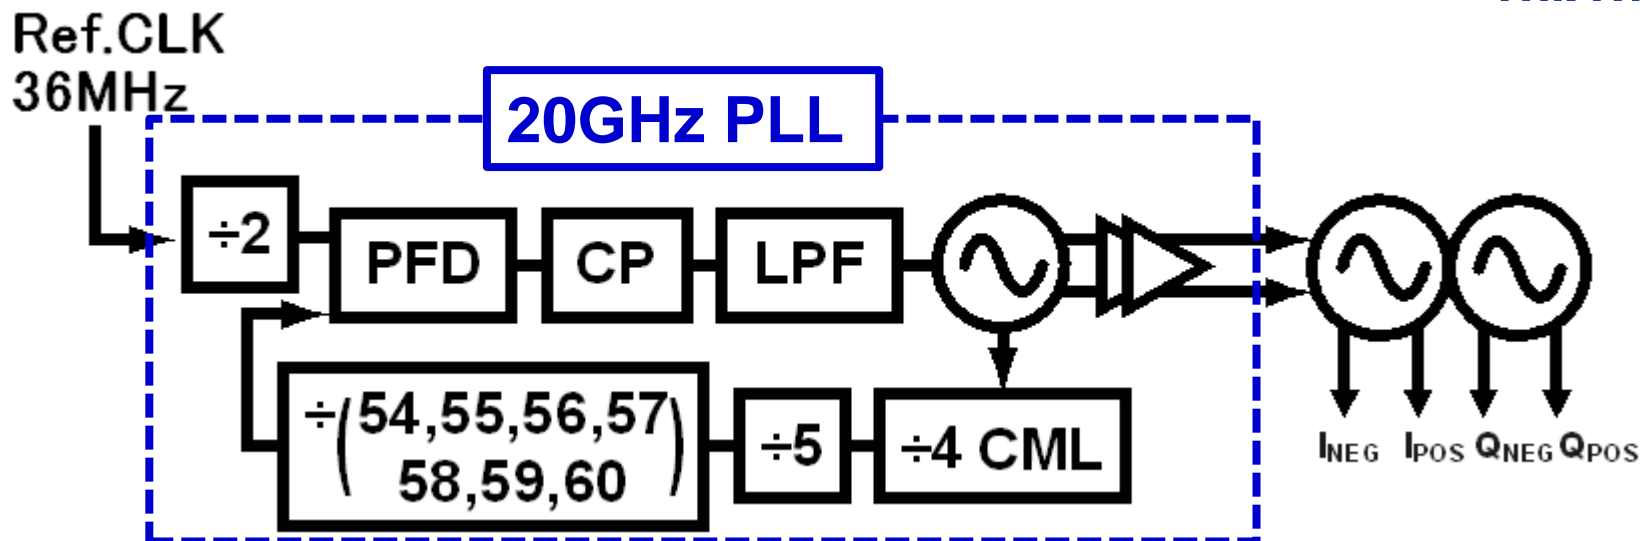 Ref.CLK
36MHz
20GHz PLL
÷2
PFD
CP
LPF
÷(54,55,56,57
58,59,60)
÷5
÷4 CML
INEG IPOS QNEG QPOS